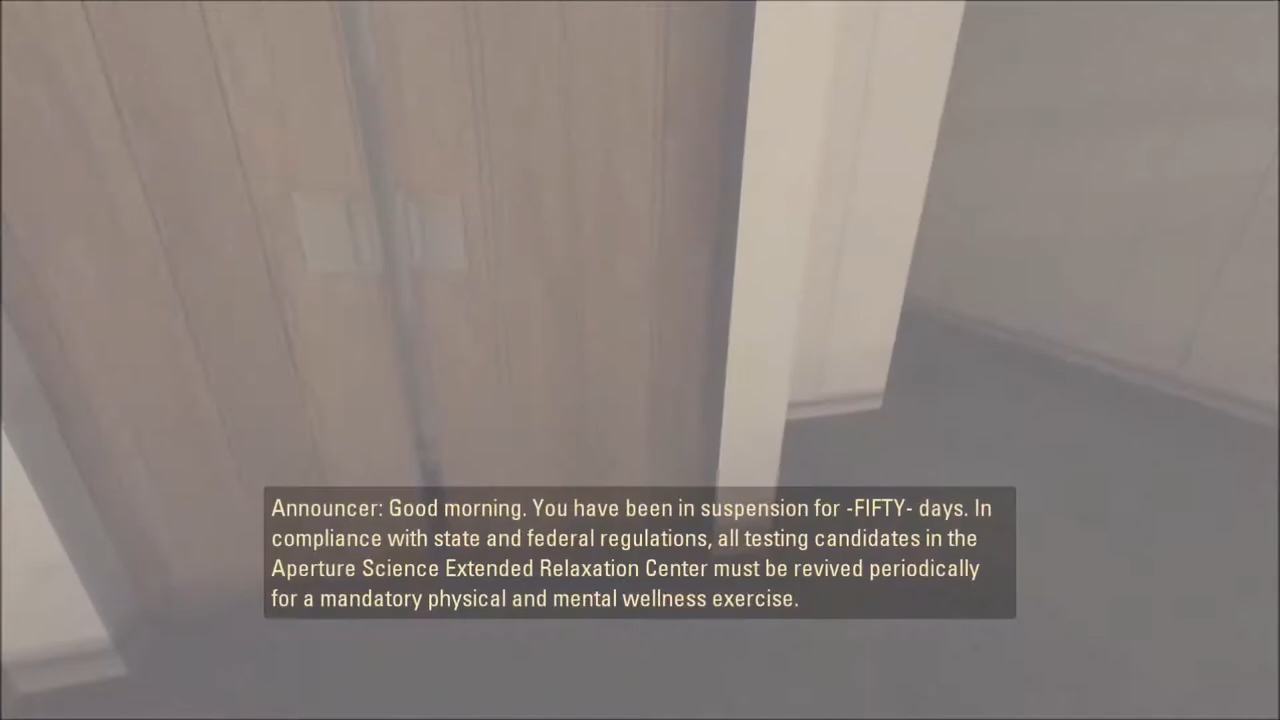 Announcer: Good morning. You have been in suspension for -FIFTY- days. In
compliance with state and federal regulations, all testing candidates in the
Aperture Science Extended Relaxation Center must be revived periodically
for a mandatory physical and mental wellness exercise.